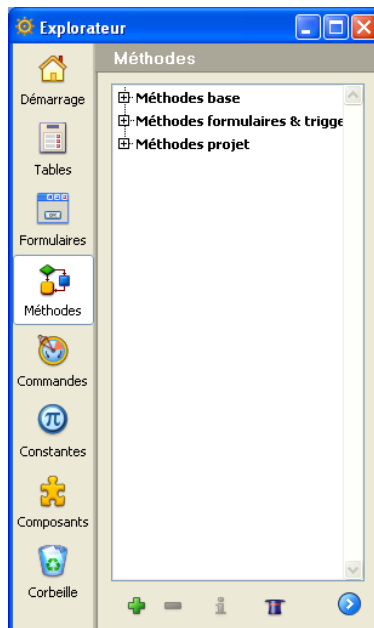 Explorateur
Méthodes
Démarrage
Tables
Formulaires
Méthodes
Commandes
Constantes
Composants
Corbeille
Méthodes base
Méthodes formulaires & trigge
Méthodes projet